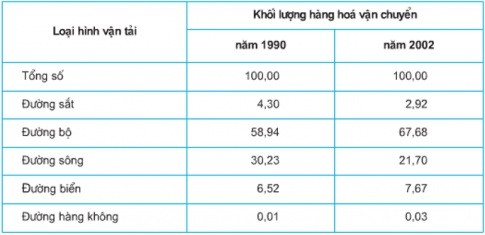 Loại hình vận tải Khối lượng hàng hoá vận chuyển
năm 1990 năm 2002
Tổng số 100,00 100,00
Đường sắt 4,30 2,92
Đường bộ 58,94 67,68
Đường sông 30,23 21,70
Đường biển 6,52 7,67
Đường hàng không 0,01 0,03